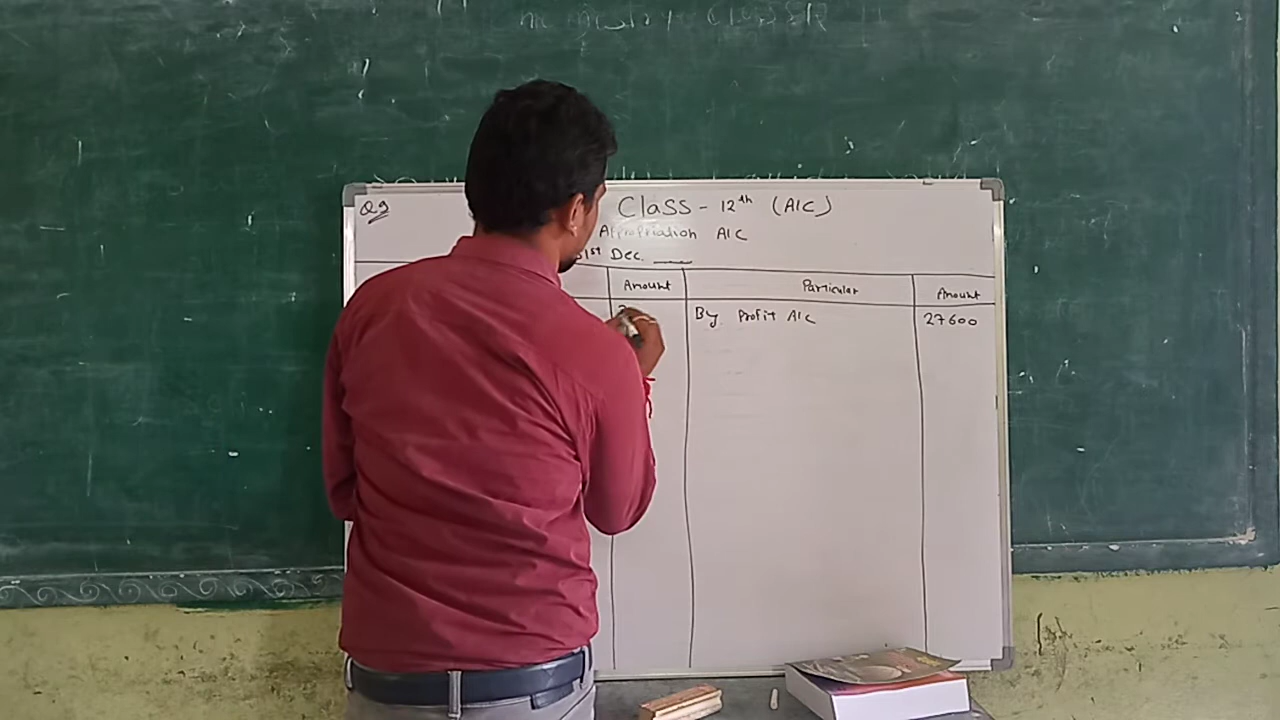 Q9
Class - 12th (A/C)
Appropriation A/C
31st Dec.
Amount Particular Amount
By Profit A/C 27600